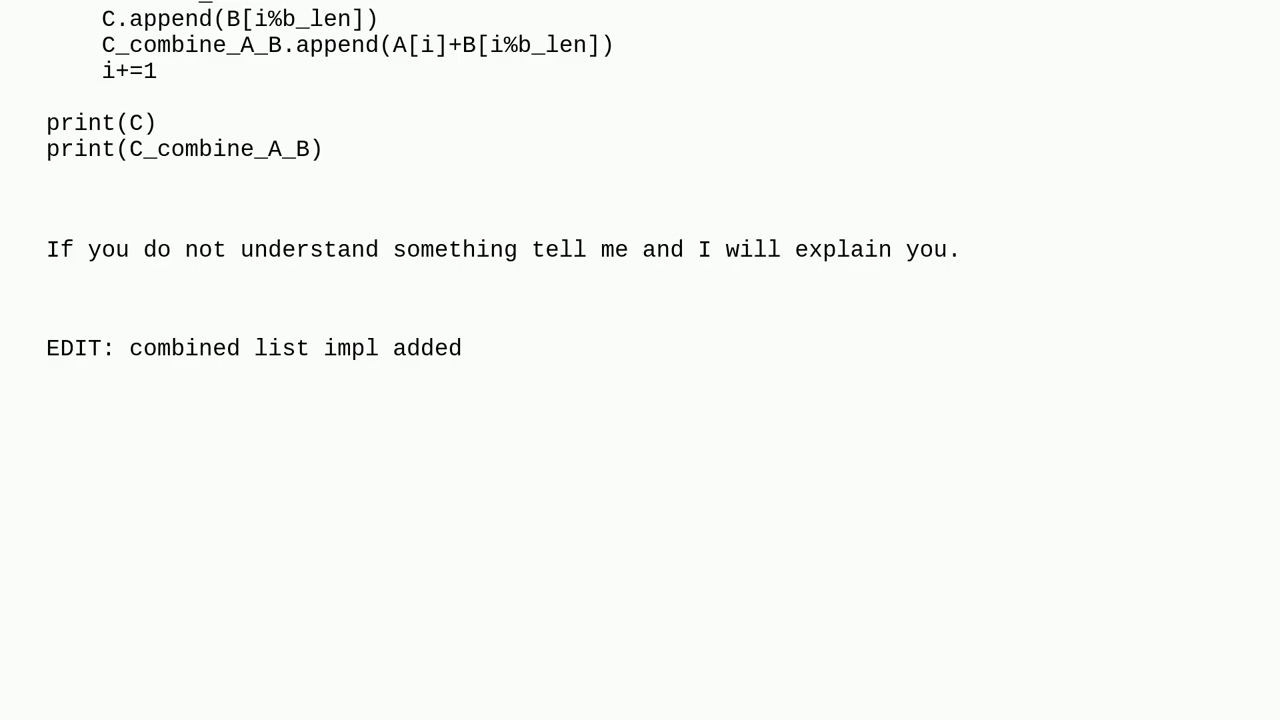 C.append(B[i%b_len])
C_combine_A_B.append(A[i]+B[i%b_len])
i+=1
print(C)
print(C_combine_A_B)
If you do not understand something tell me and I will explain you.
EDIT: combined list impl added